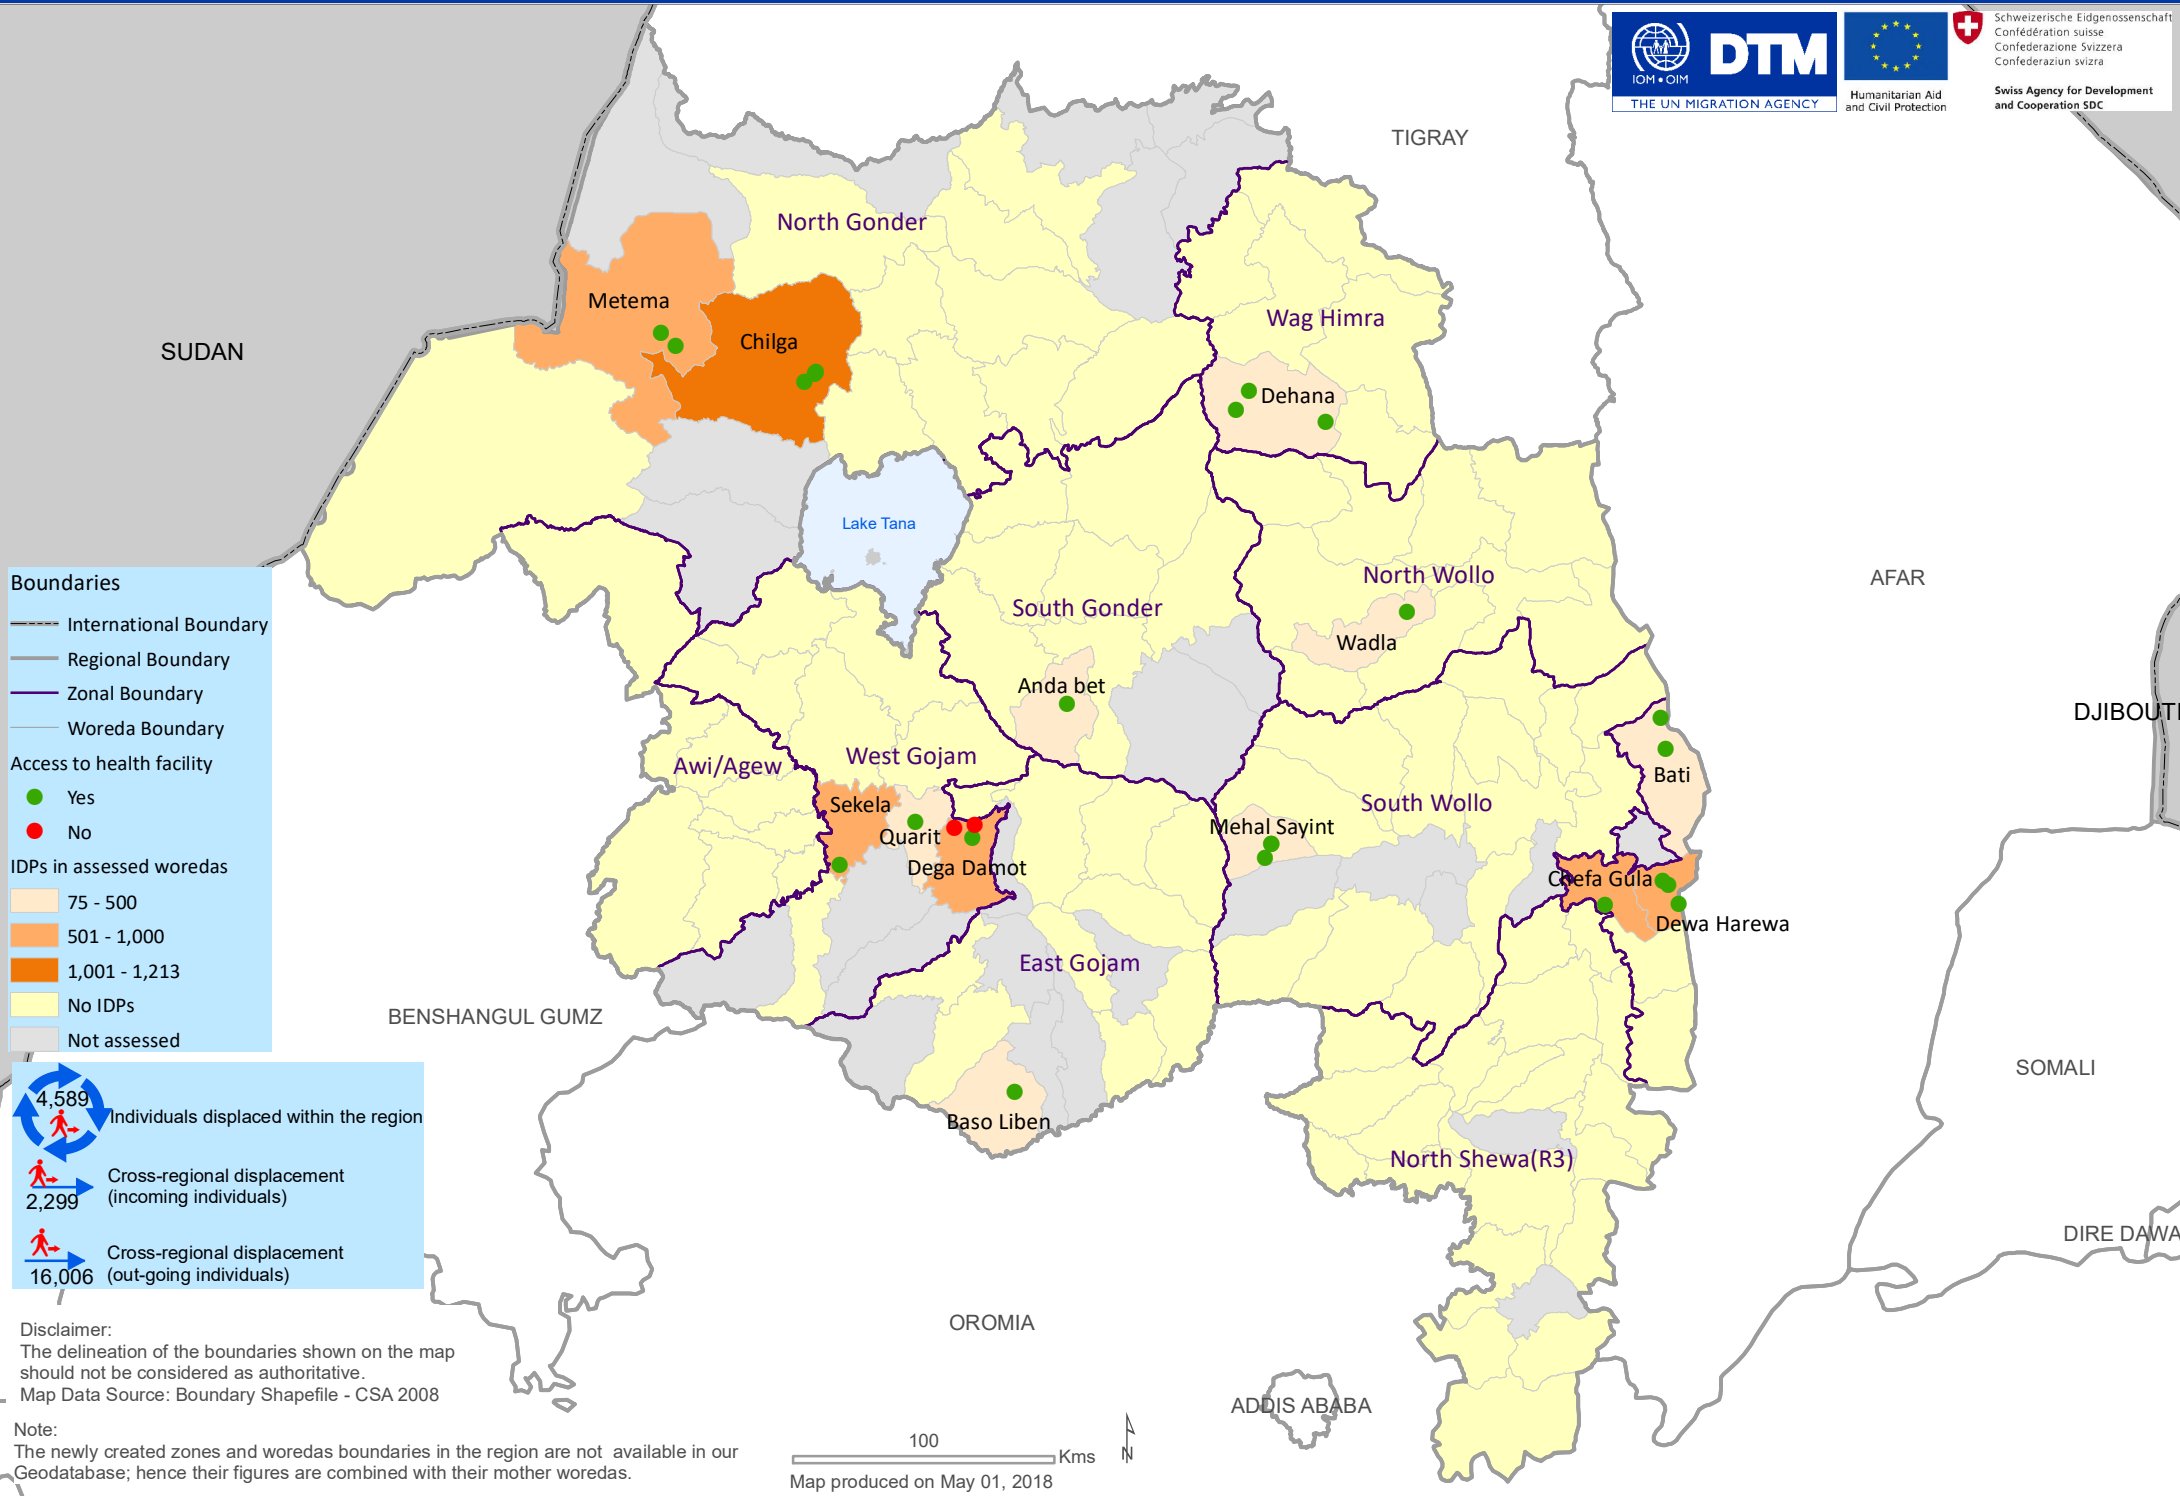 IOM • OIM
DTM
THE UN MIGRATION AGENCY
Humanitarian Aid
and Civil Protection
Schweizerische Eidgenossenschaft
Confédération suisse
Confederazione Svizzera
Confederaziun svizra
Swiss Agency for Development
and Cooperation SDC
TIGRAY
North Gonder
Metema
Wag Himra
Chilga
SUDAN
Dehana
Lake Tana
North Wollo
AFAR
South Gonder
Wadla
Anda bet
DJIBOUTI
West Gojam
Awi/Agew
Bati
Sekela
South Wollo
Quarit
Mehal Sayint
Dega Damot
Chefa Gula
Dewa Harewa
East Gojam
BENSHANGUL GUMZ
SOMALI
Baso Liben
North Shewa(R3)
DIRE DAWA
OROMIA
ADDIS ABABA
Boundaries
International Boundary
Regional Boundary
Zonal Boundary
Woreda Boundary
Access to health facility
Yes
No
IDPs in assessed woredas
75 - 500
501 - 1,000
1,001 - 1,213
No IDPs
Not assessed
4,589
Individuals displaced within the region
Cross-regional displacement
(incoming individuals)
2,299
Cross-regional displacement
(out-going individuals)
16,006
Disclaimer:
The delineation of the boundaries shown on the map
should not be considered as authoritative.
Map Data Source: Boundary Shapefile - CSA 2008
Note:
The newly created zones and woredas boundaries in the region are not available in our
Geodatabase; hence their figures are combined with their mother woredas.
100
Kms
N
Map produced on May 01, 2018